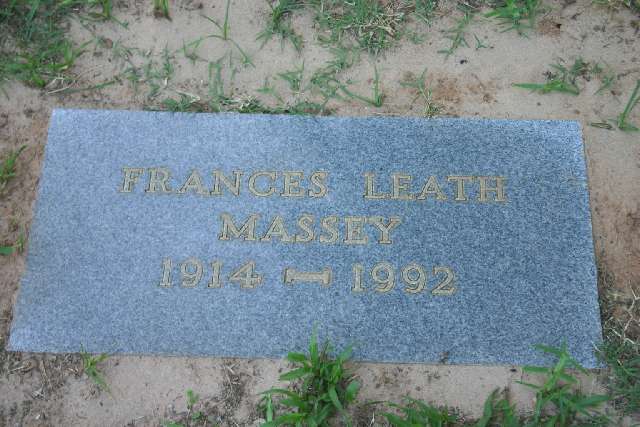 FRANCES LEATH
MASSEY
1914 — 1992